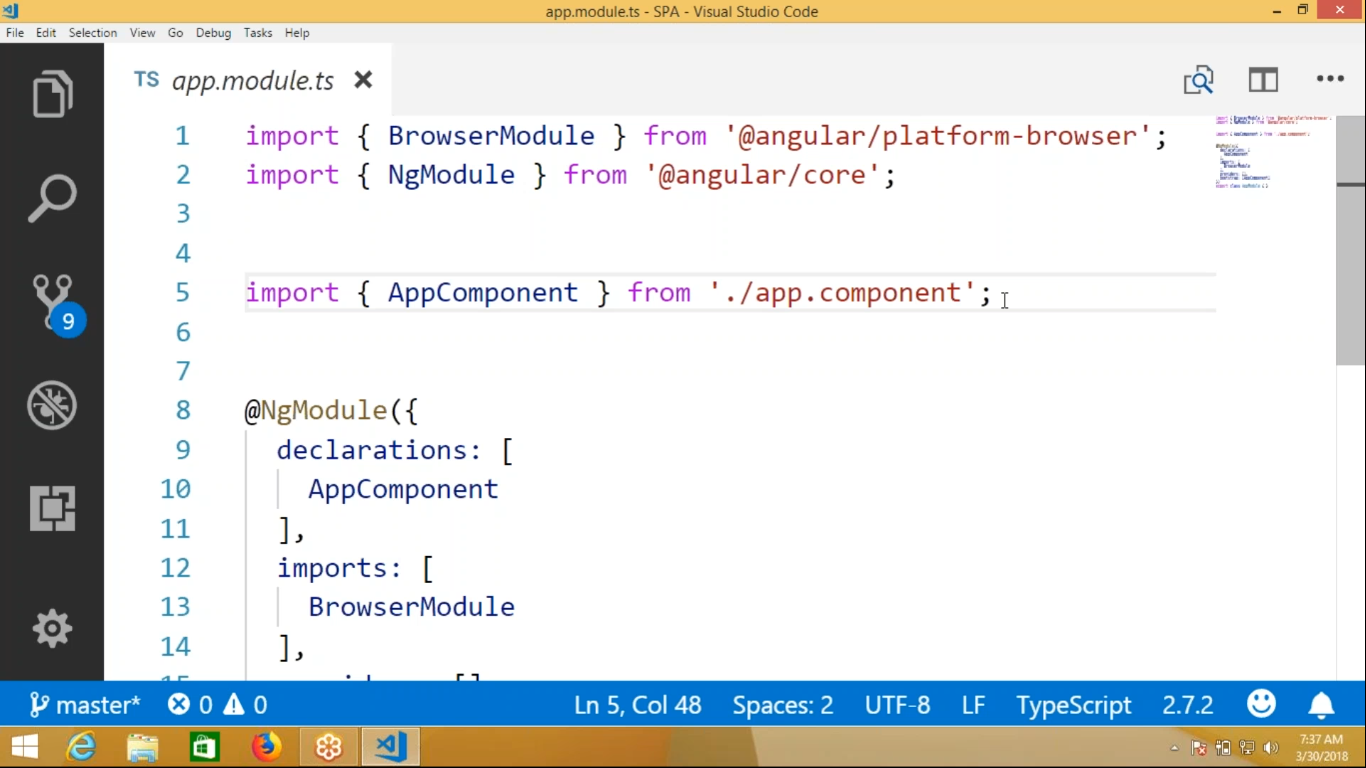 app.module.ts - SPA - Visual Studio Code
File Edit Selection View Go Debug Tasks Help
TS app.module.ts
1 import { BrowserModule } from '@angular/platform-browser';
2 import { NgModule } from '@angular/core';
3
4
5 import { AppComponent } from './app.component';
6
7
8 @NgModule({
9 declarations: [
10 AppComponent
11 ],
12 imports: [
13 BrowserModule
14 ],
9
master* 0 0 Ln 5, Col 48 Spaces: 2 UTF-8 LF TypeScript 2.7.2
7:37 AM
3/30/2018